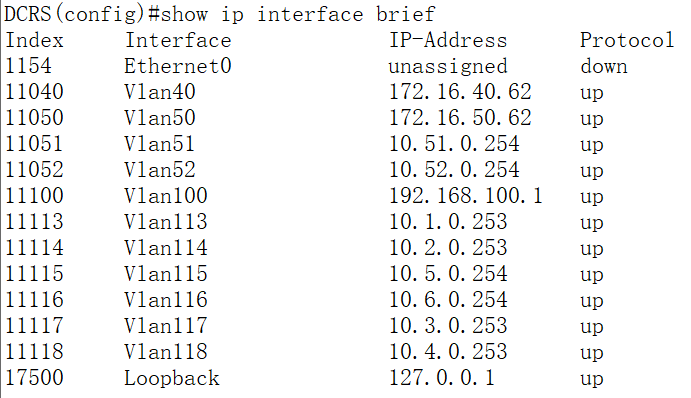 DCRS(config)#show ip interface brief
Index Interface IP-Address Protocol
1154 Ethernet0 unassigned down
11040 Vlan40 172.16.40.62 up
11050 Vlan50 172.16.50.62 up
11051 Vlan51 10.51.0.254 up
11052 Vlan52 10.52.0.254 up
11100 Vlan100 192.168.100.1 up
11113 Vlan113 10.1.0.253 up
11114 Vlan114 10.2.0.253 up
11115 Vlan115 10.5.0.254 up
11116 Vlan116 10.6.0.254 up
11117 Vlan117 10.3.0.253 up
11118 Vlan118 10.4.0.253 up
17500 Loopback 127.0.0.1 up